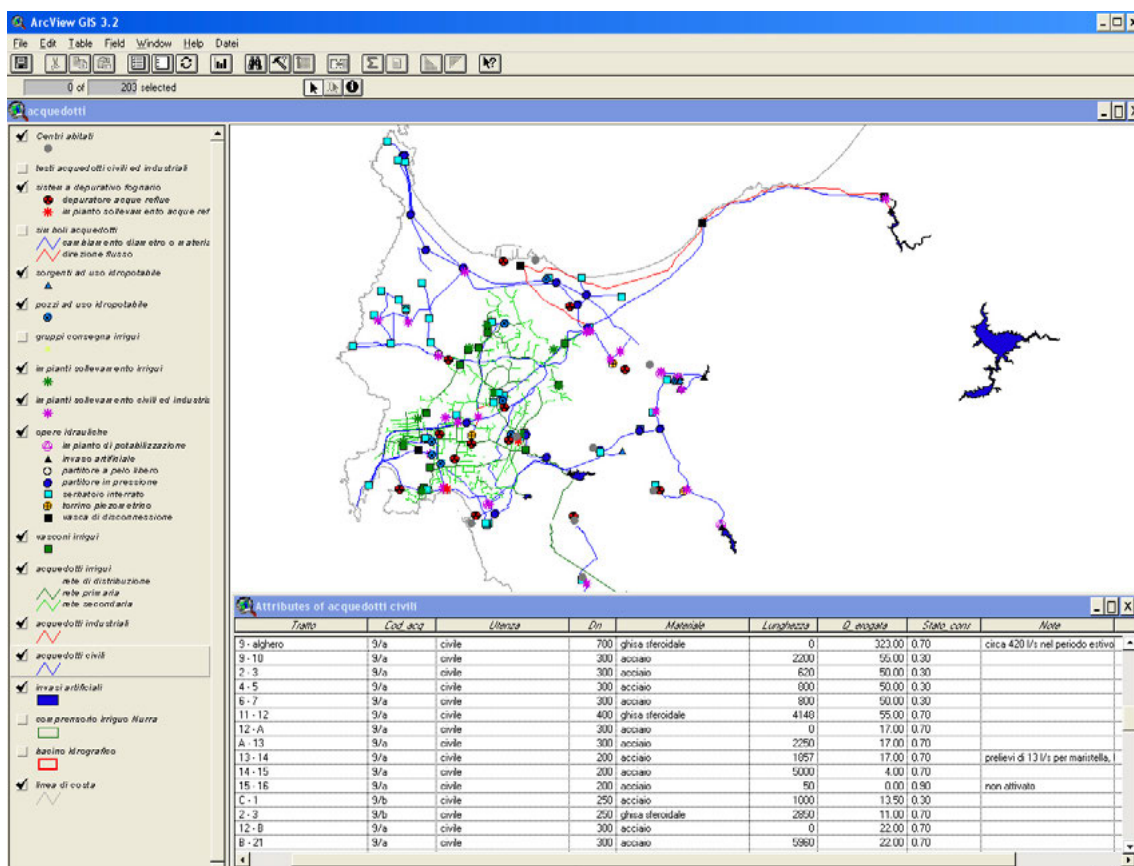 ArcView GIS 3.2
File Edit Table Field Window Help Datei
0 of 203 selected
acquedotti
Centri abitati
testi acquedotti civili ed industriali
sistema depurativo fognario
depuratore acque reflue
impianto sollevamento acque ref
simboli acquedotti
cambiamento diametro o materia
direzione flusso
sorgenti ad uso idropotabile
pozzi ad uso idropotabile
gruppi consegna irrigui
impianti sollevamento irrigui
impianti sollevamento civili ed industria
opere idrauliche
impianto di potabilizzazione
invaso artificiale
partitore a pelo libero
partitore in pressione
serbatoio interrato
torrino piezometrico
vasca di disconnessione
vasconi irrigui
acquedotti irrigui
rete di distribuzione
rete primaria
rete secondaria
acquedotti industriali
acquedotti civili
invasi artificiali
comprensorio irriguo Nurra
bacino idrografico
linea di costa
Attributes of acquedotti civili
Tratto Cod_acq Utenza Dn Materiale Lunghezza Q_erogata Stato_cons Note
9 - alghero 9/a civile 700 ghisa sferoidale 0 323.00 0.70 circa 420 l/s nel periodo estivo
9 - 10 9/a civile 300 acciaio 2200 55.00 0.30
2 - 3 9/a civile 300 acciaio 620 50.00 0.30
4 - 5 9/a civile 300 acciaio 800 50.00 0.30
6 - 7 9/a civile 300 acciaio 800 50.00 0.30
11 - 12 9/a civile 400 ghisa sferoidale 4148 55.00 0.70
12 - A 9/a civile 300 acciaio 0 17.00 0.70
A - 13 9/a civile 300 acciaio 2250 17.00 0.70
13 - 14 9/a civile 200 acciaio 1857 17.00 0.70 prelievi di 13 l/s per maristella,
14 - 15 9/a civile 200 acciaio 5000 4.00 0.70
15 - 16 9/a civile 200 acciaio 50 0.00 0.90 non attivato
C - 1 9/b civile 250 acciaio 1000 13.50 0.30
2 - 3 9/b civile 250 ghisa sferoidale 2850 11.00 0.70
12 - B 9/a civile 300 acciaio 0 22.00 0.70
B - 21 9/a civile 300 acciaio 5960 22.00 0.70